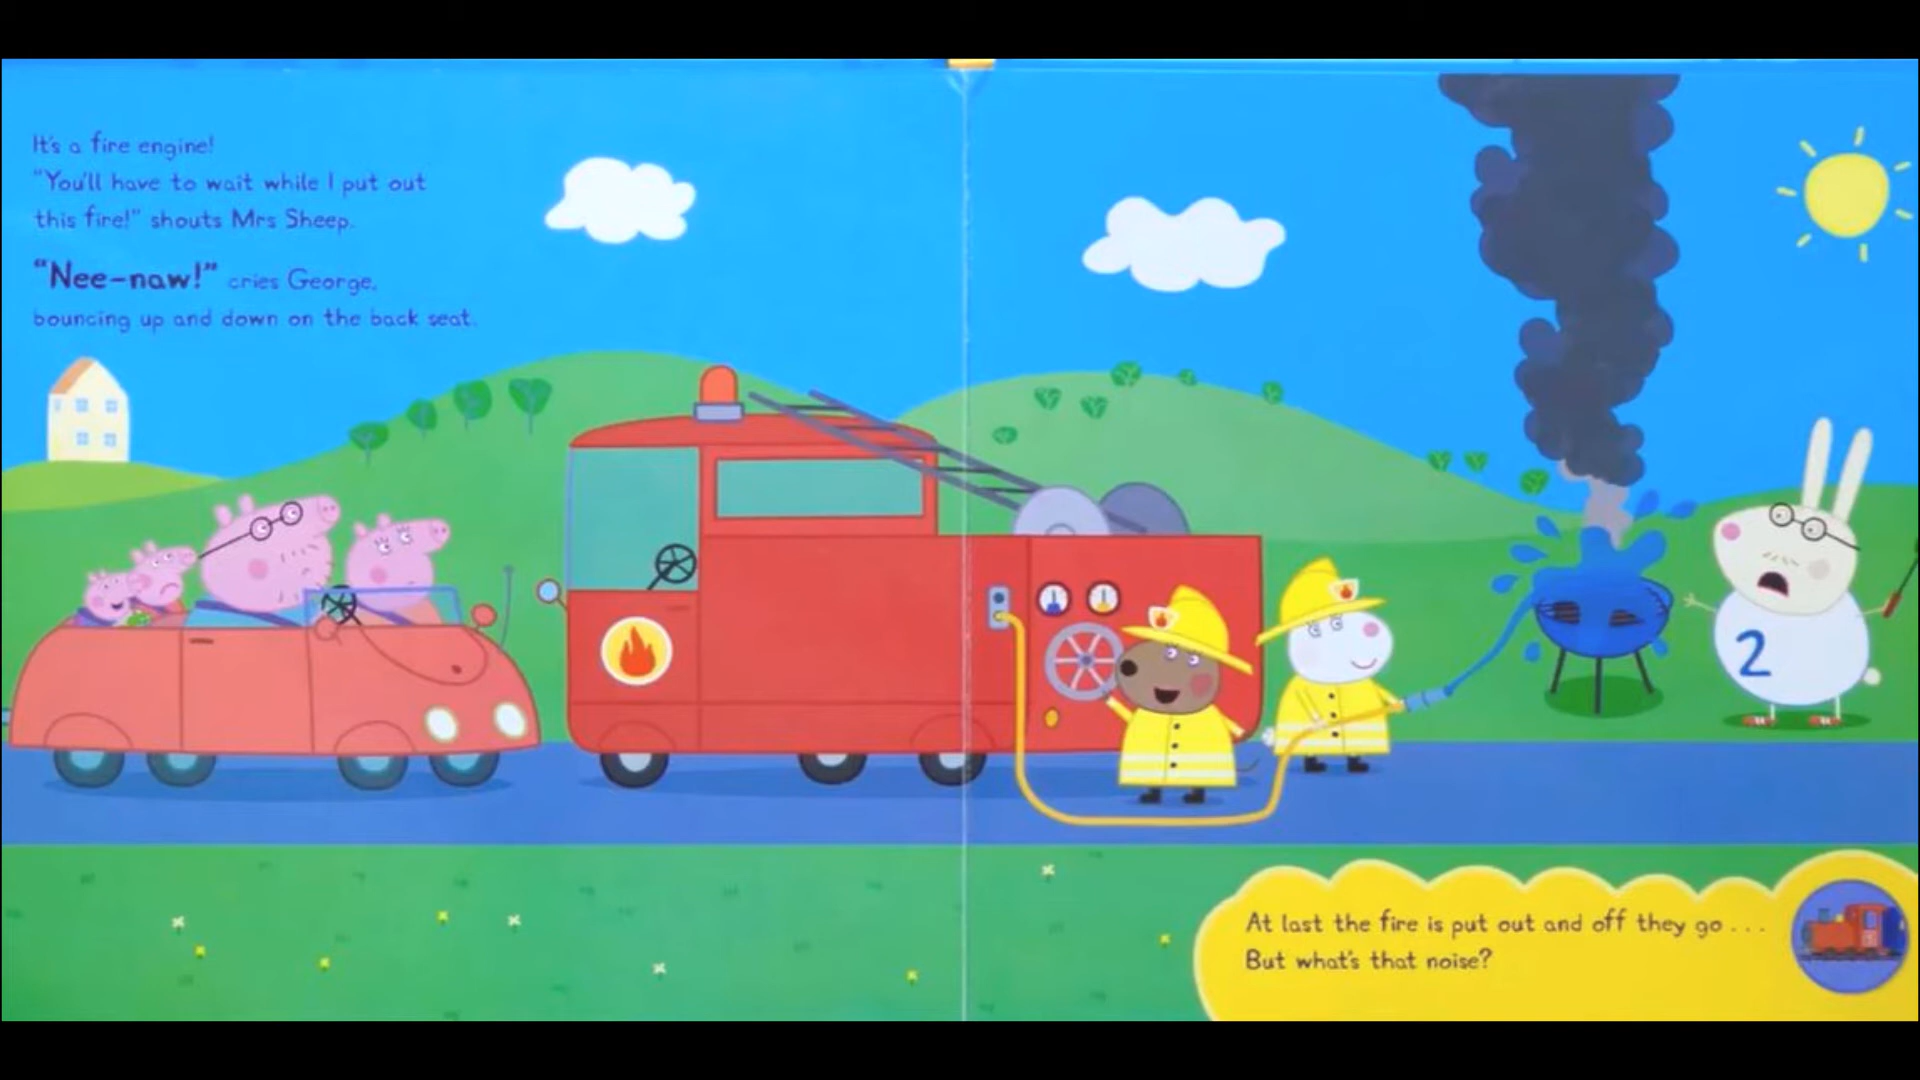 It's a fire engine!
"You'll have to wait while I put out
this fire!" shouts Mrs Sheep.
"Nee-naw!" cries George,
bouncing up and down on the back seat.
2
At last the fire is put out and off they go . . .
But what's that noise?